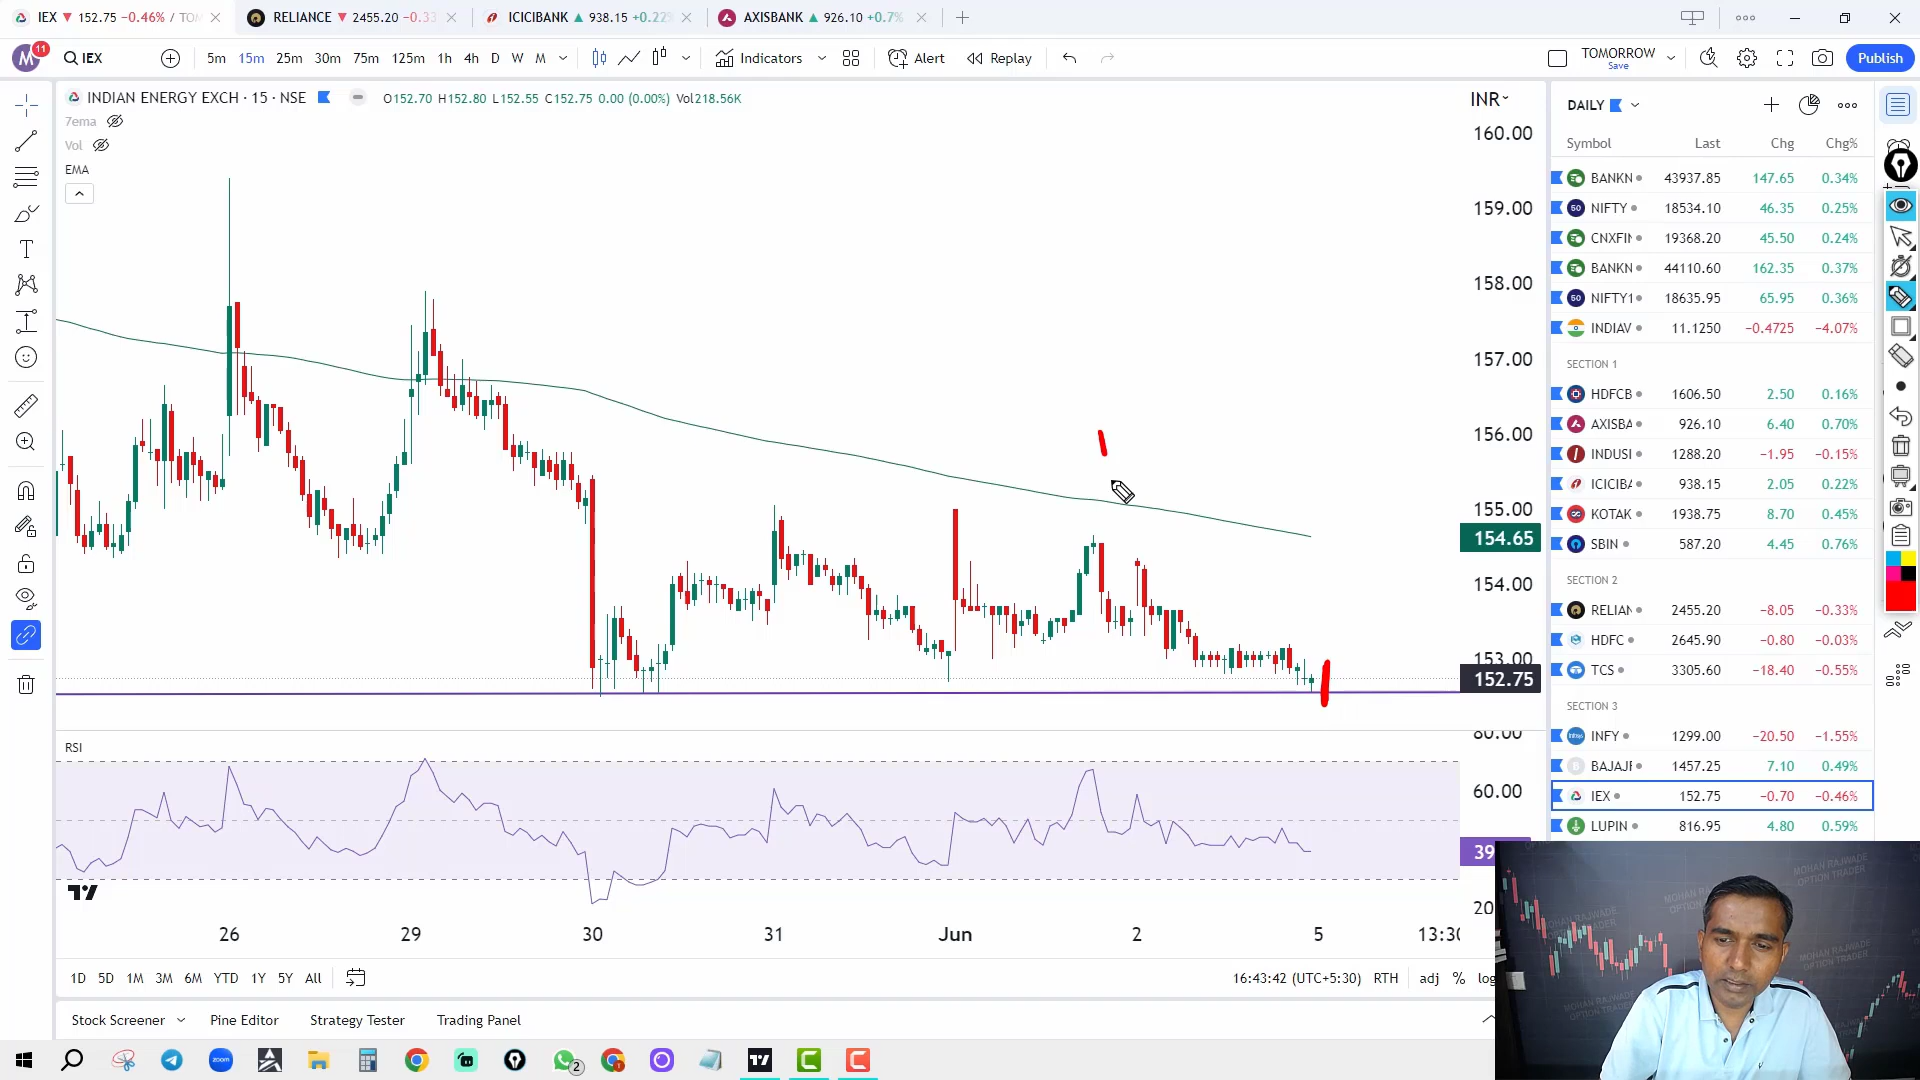 IEX ▼ 152.75 −0.46% / TOM
RELIANCE ▼ 2455.20 −0.33
ICICIBANK ▲ 938.15 +0.22%
AXISBANK ▲ 926.10 +0.7%
M 11 IEX 5m 15m 25m 30m 75m 125m 1h 4h D W M Indicators Alert Replay TOMORROW Save Publish
INDIAN ENERGY EXCH · 15 · NSE O152.70 H152.80 L152.55 C152.75 0.00 (0.00%) Vol218.56K
7ema
Vol
EMA
INR
160.00
159.00
158.00
157.00
156.00
155.00
154.65
154.00
153.00
152.75
RSI
80.00
60.00
39
20
26 29 30 31 Jun 2 5 13:30
1D 5D 1M 3M 6M YTD 1Y 5Y All 16:43:42 (UTC+5:30) RTH adj % log
Stock Screener Pine Editor Strategy Tester Trading Panel
DAILY
Symbol Last Chg Chg%
BANKN 43937.85 147.65 0.34%
NIFTY 18534.10 46.35 0.25%
CNXFIN 19368.20 45.50 0.24%
BANKN 44110.60 162.35 0.37%
NIFTY1 18635.95 65.95 0.36%
INDIAV 11.1250 −0.4725 −4.07%
SECTION 1
HDFCB 1606.50 2.50 0.16%
AXISBA 926.10 6.40 0.70%
INDUSI 1288.20 −1.95 −0.15%
ICICIBA 938.15 2.05 0.22%
KOTAK 1938.75 8.70 0.45%
SBIN 587.20 4.45 0.76%
SECTION 2
RELIAN 2455.20 −8.05 −0.33%
HDFC 2645.90 −0.80 −0.03%
TCS 3305.60 −18.40 −0.55%
SECTION 3
INFY 1299.00 −20.50 −1.55%
BAJAJF 1457.25 7.10 0.49%
IEX 152.75 −0.70 −0.46%
LUPIN 816.95 4.80 0.59%
MOHAN RAJWADE
OPTION TRADER
zoom
2